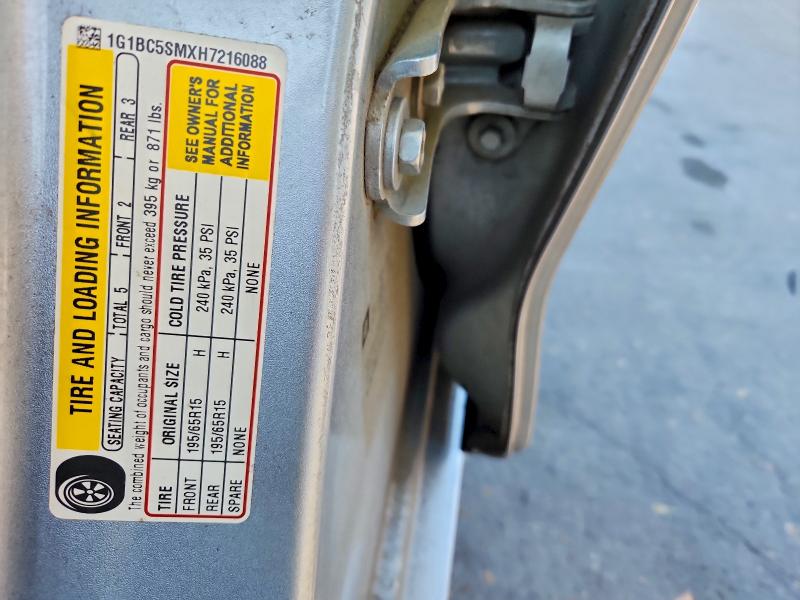 1G1BC5SMXH7216088
TIRE AND LOADING INFORMATION
SEATING CAPACITY TOTAL 5 FRONT 2 REAR 3
The combined weight of occupants and cargo should never exceed 395 kg or 871 lbs.
TIRE ORIGINAL SIZE COLD TIRE PRESSURE
FRONT 195/65R15 H 240 kPa, 35 PSI
REAR 195/65R15 H 240 kPa, 35 PSI
SPARE NONE NONE
SEE OWNER'S
MANUAL FOR
ADDITIONAL
INFORMATION